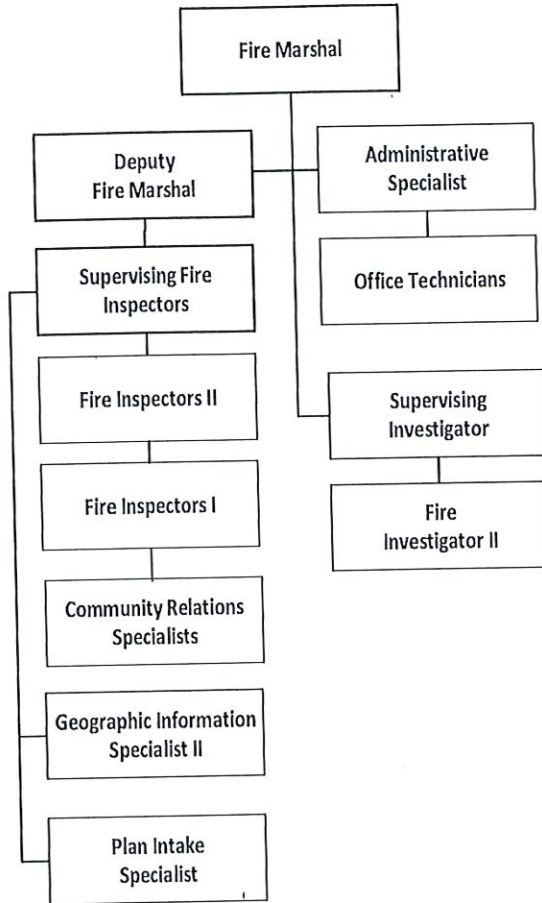 Fire Marshal
Deputy
Fire Marshal
Administrative
Specialist
Supervising Fire
Inspectors
Office Technicians
Fire Inspectors II
Supervising
Investigator
Fire Inspectors I
Fire
Investigator II
Community Relations
Specialists
Geographic Information
Specialist II
Plan Intake
Specialist